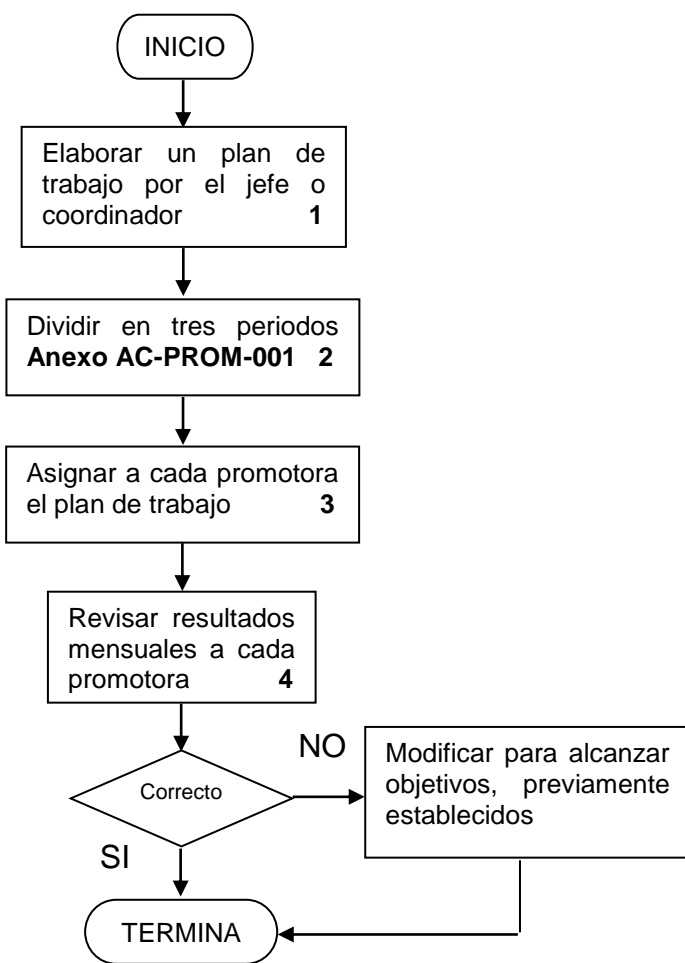 INICIO
Elaborar un plan de
trabajo por el jefe o
coordinador 1
Dividir en tres periodos
Anexo AC-PROM-001 2
Asignar a cada promotora
el plan de trabajo 3
Revisar resultados
mensuales a cada
promotora 4
Correcto
NO
Modificar para alcanzar
objetivos, previamente
establecidos
SI
TERMINA